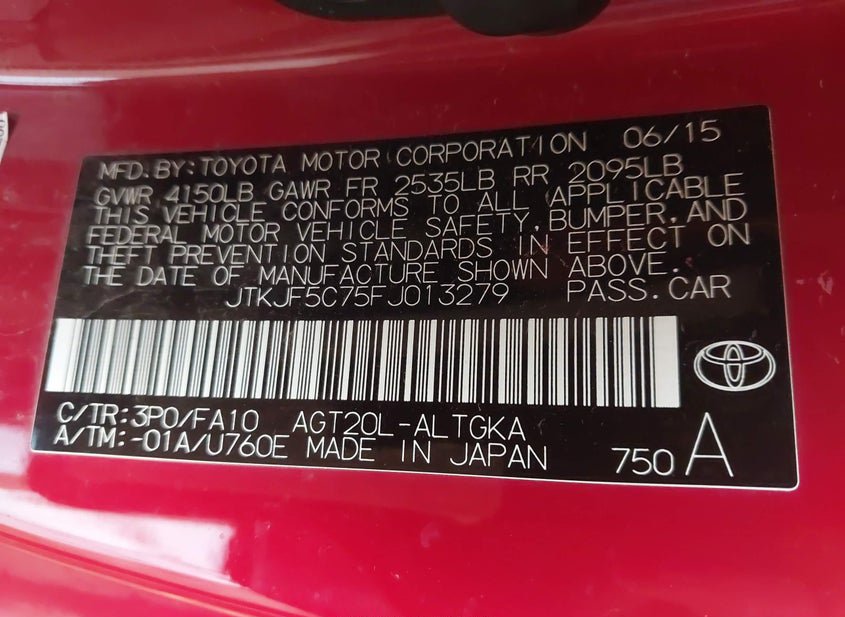 MFD.BY:TOYOTA MOTOR CORPORATION 06/15
GVWR 4150LB GAWR FR 2535LB RR 2095LB
THIS VEHICLE CONFORMS TO ALL APPLICABLE
FEDERAL MOTOR VEHICLE SAFETY,BUMPER,AND
THEFT PREVENTION STANDARDS IN EFFECT ON
THE DATE OF MANUFACTURE SHOWN ABOVE.
JTKJF5C75FJ013279 PASS.CAR
C/TR:3P0/FA10 AGT20L-ALTGKA
A/TM:-01A/U760E MADE IN JAPAN 750 A